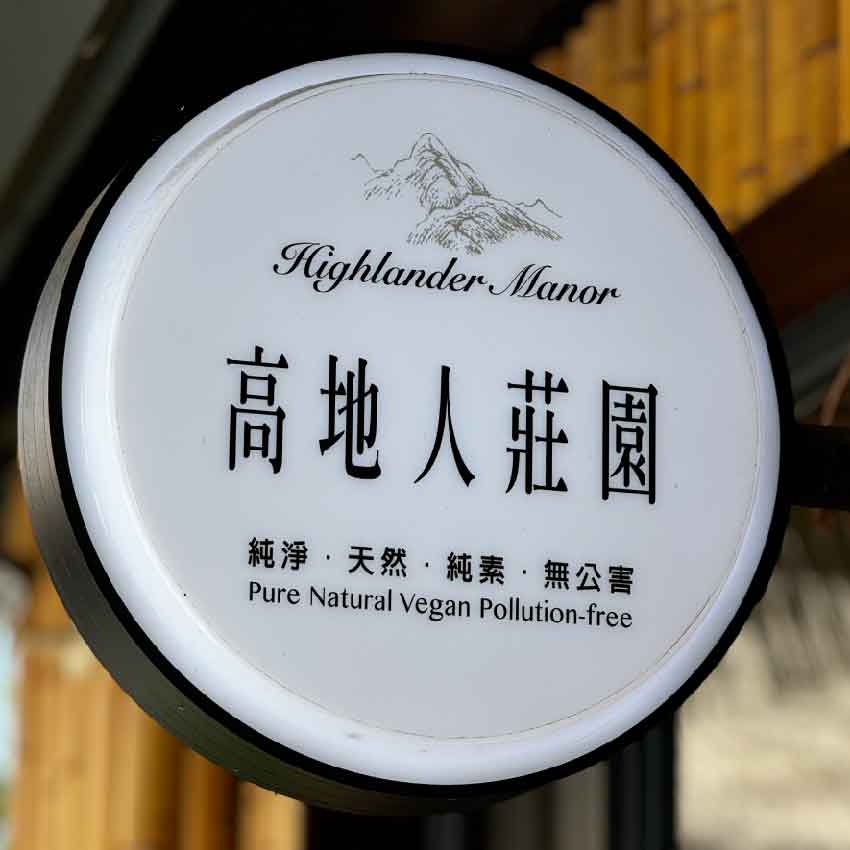 Highlander Manor
高地人莊園
純淨·天然·純素·無公害
Pure Natural Vegan Pollution-free